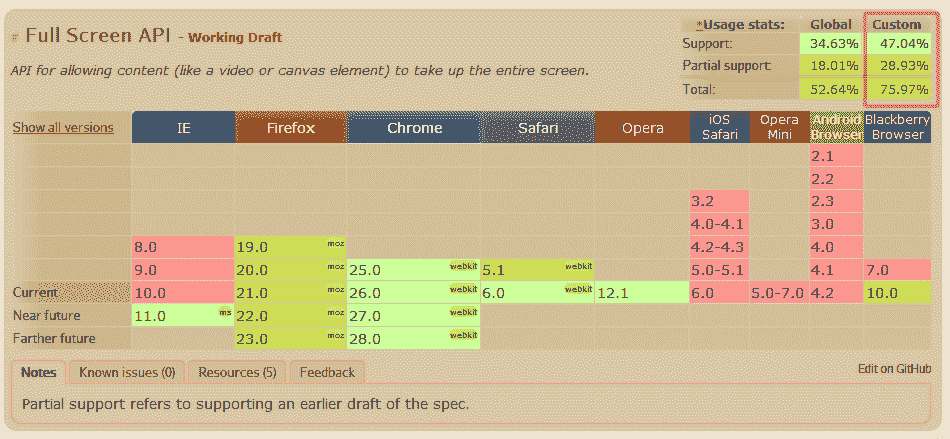 # Full Screen API - Working Draft
*Usage stats: Global Custom
Support: 34.63% 47.04%
Partial support: 18.01% 28.93%
Total: 52.64% 75.97%
API for allowing content (like a video or canvas element) to take up the entire screen.
Show all versions IE Firefox Chrome Safari Opera iOS Safari Opera Mini Android Browser Blackberry Browser
2.1
2.2
3.2 2.3
4.0-4.1 3.0
8.0 19.0 moz 4.2-4.3 4.0
9.0 20.0 moz 25.0 webkit 5.1 webkit 5.0-5.1 4.1 7.0
Current 10.0 21.0 moz 26.0 webkit 6.0 webkit 12.1 6.0 5.0-7.0 4.2 10.0
Near future 11.0 ms 22.0 moz 27.0 webkit
Farther future 23.0 moz 28.0 webkit
Notes Known issues (0) Resources (5) Feedback Edit on GitHub
Partial support refers to supporting an earlier draft of the spec.